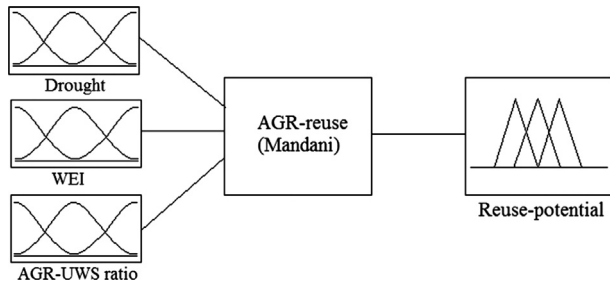 Drought
WEI
AGR-UWS ratio
AGR-reuse
(Mandani)
Reuse-potential